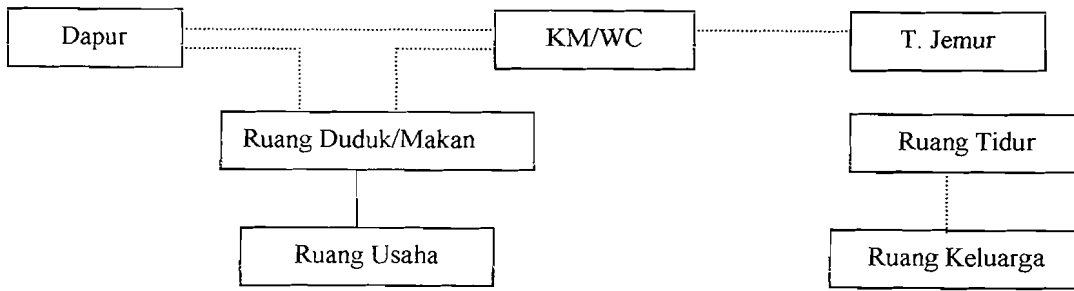 Dapur
KM/WC
T. Jemur
Ruang Duduk/Makan
Ruang Tidur
Ruang Usaha
Ruang Keluarga